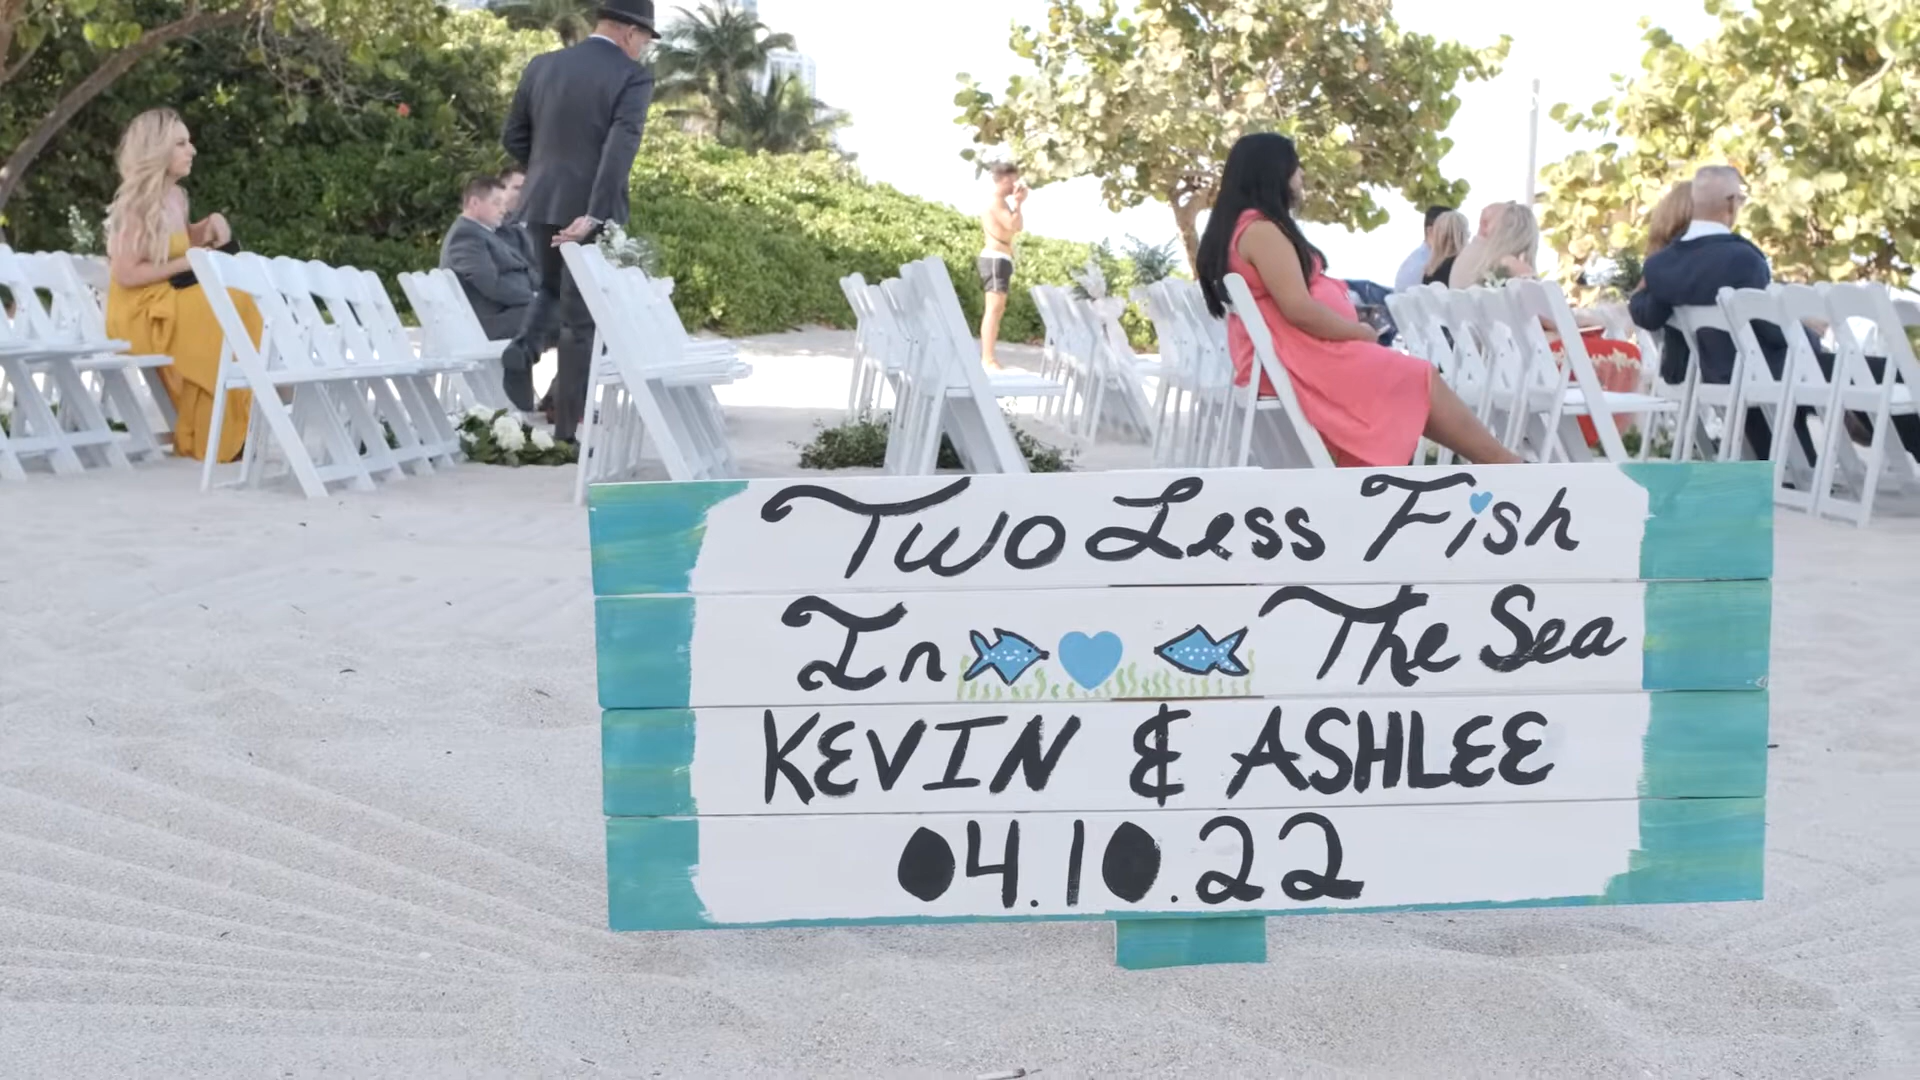 Two Less Fish
In The Sea
KEVIN & ASHLEE
04.10.22